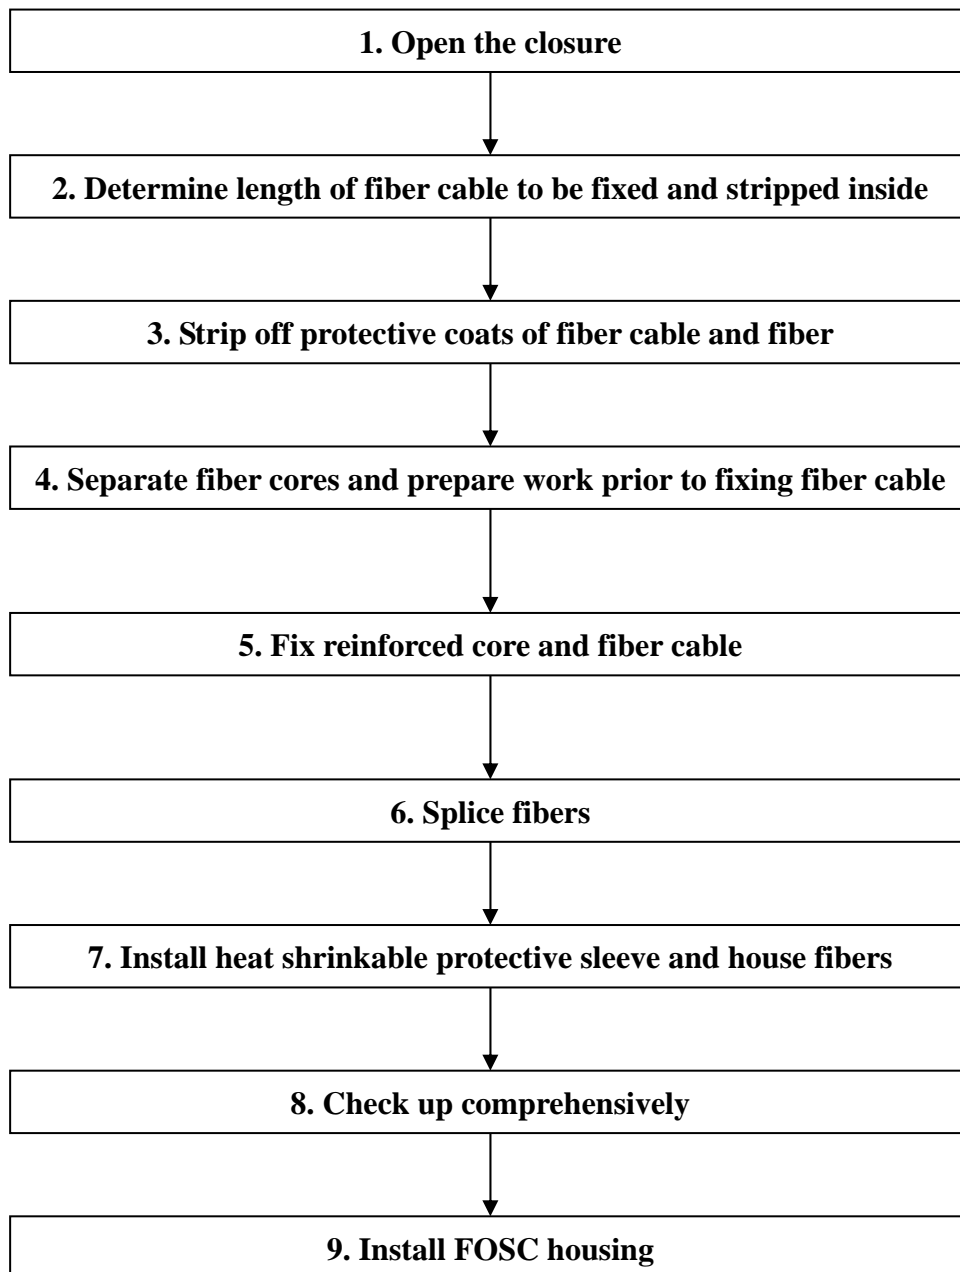 1. Open the closure
2. Determine length of fiber cable to be fixed and stripped inside
3. Strip off protective coats of fiber cable and fiber
4. Separate fiber cores and prepare work prior to fixing fiber cable
5. Fix reinforced core and fiber cable
6. Splice fibers
7. Install heat shrinkable protective sleeve and house fibers
8. Check up comprehensively
9. Install FOSC housing